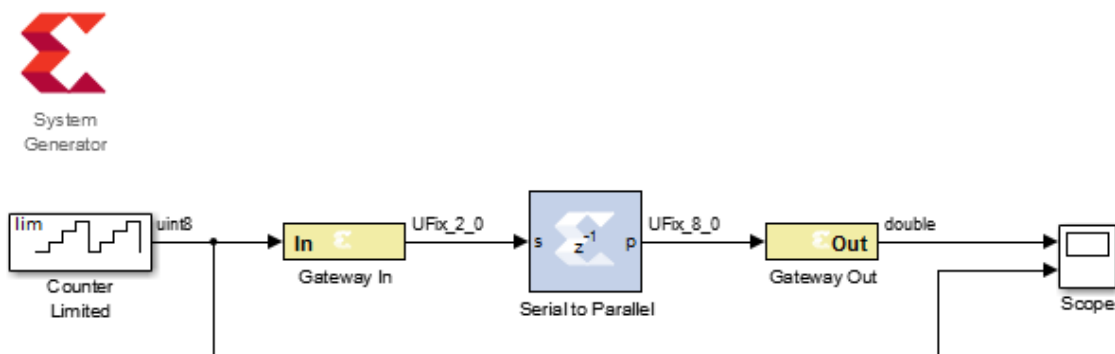 System
Generator
lim
uint8
In
UFix_2_0
s
z-1
p
UFix_8_0
Out
double
Counter
Limited
Gateway In
Serial to Parallel
Gateway Out
Scope